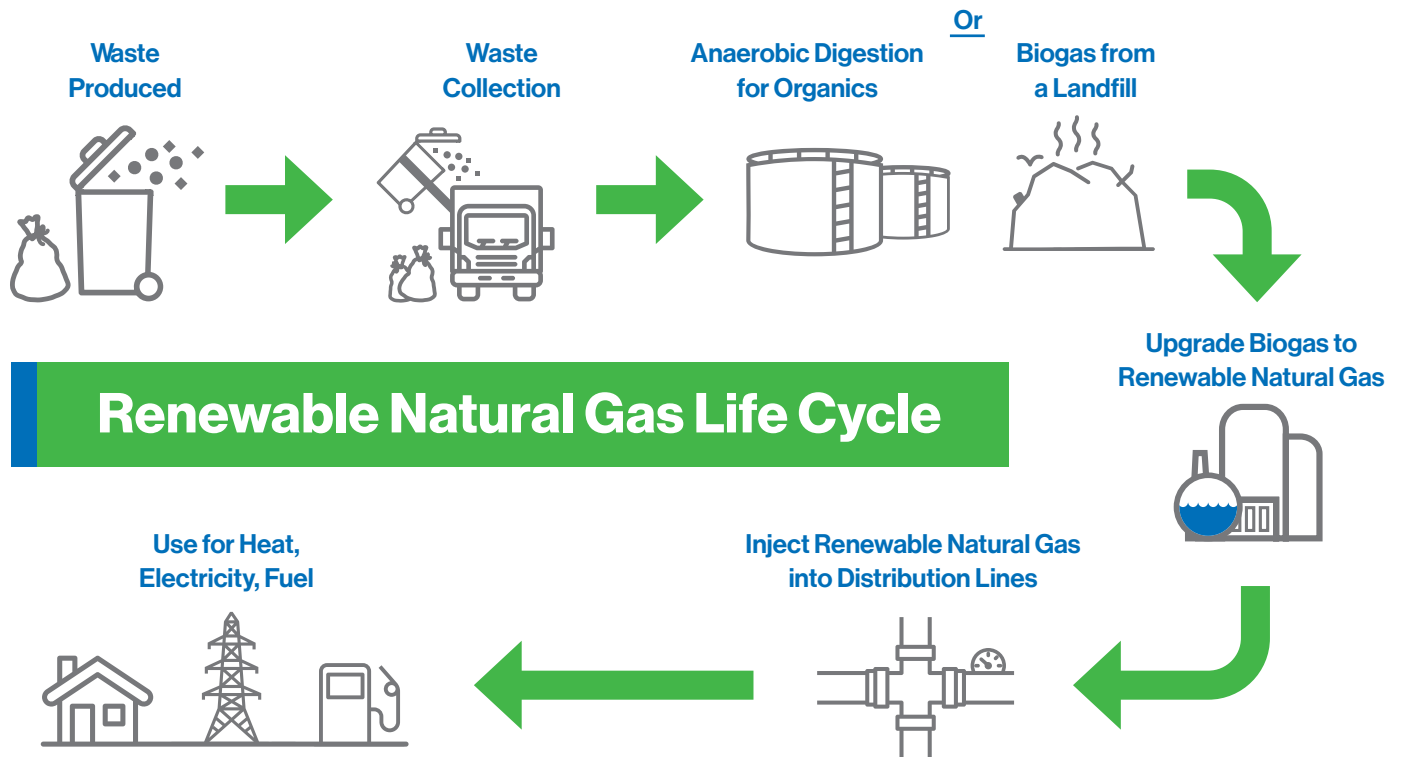 Waste
Produced
Waste
Collection
Anaerobic Digestion
for Organics
Or
Biogas from
a Landfill
Upgrade Biogas to
Renewable Natural Gas
Renewable Natural Gas Life Cycle
Use for Heat,
Electricity, Fuel
Inject Renewable Natural Gas
into Distribution Lines